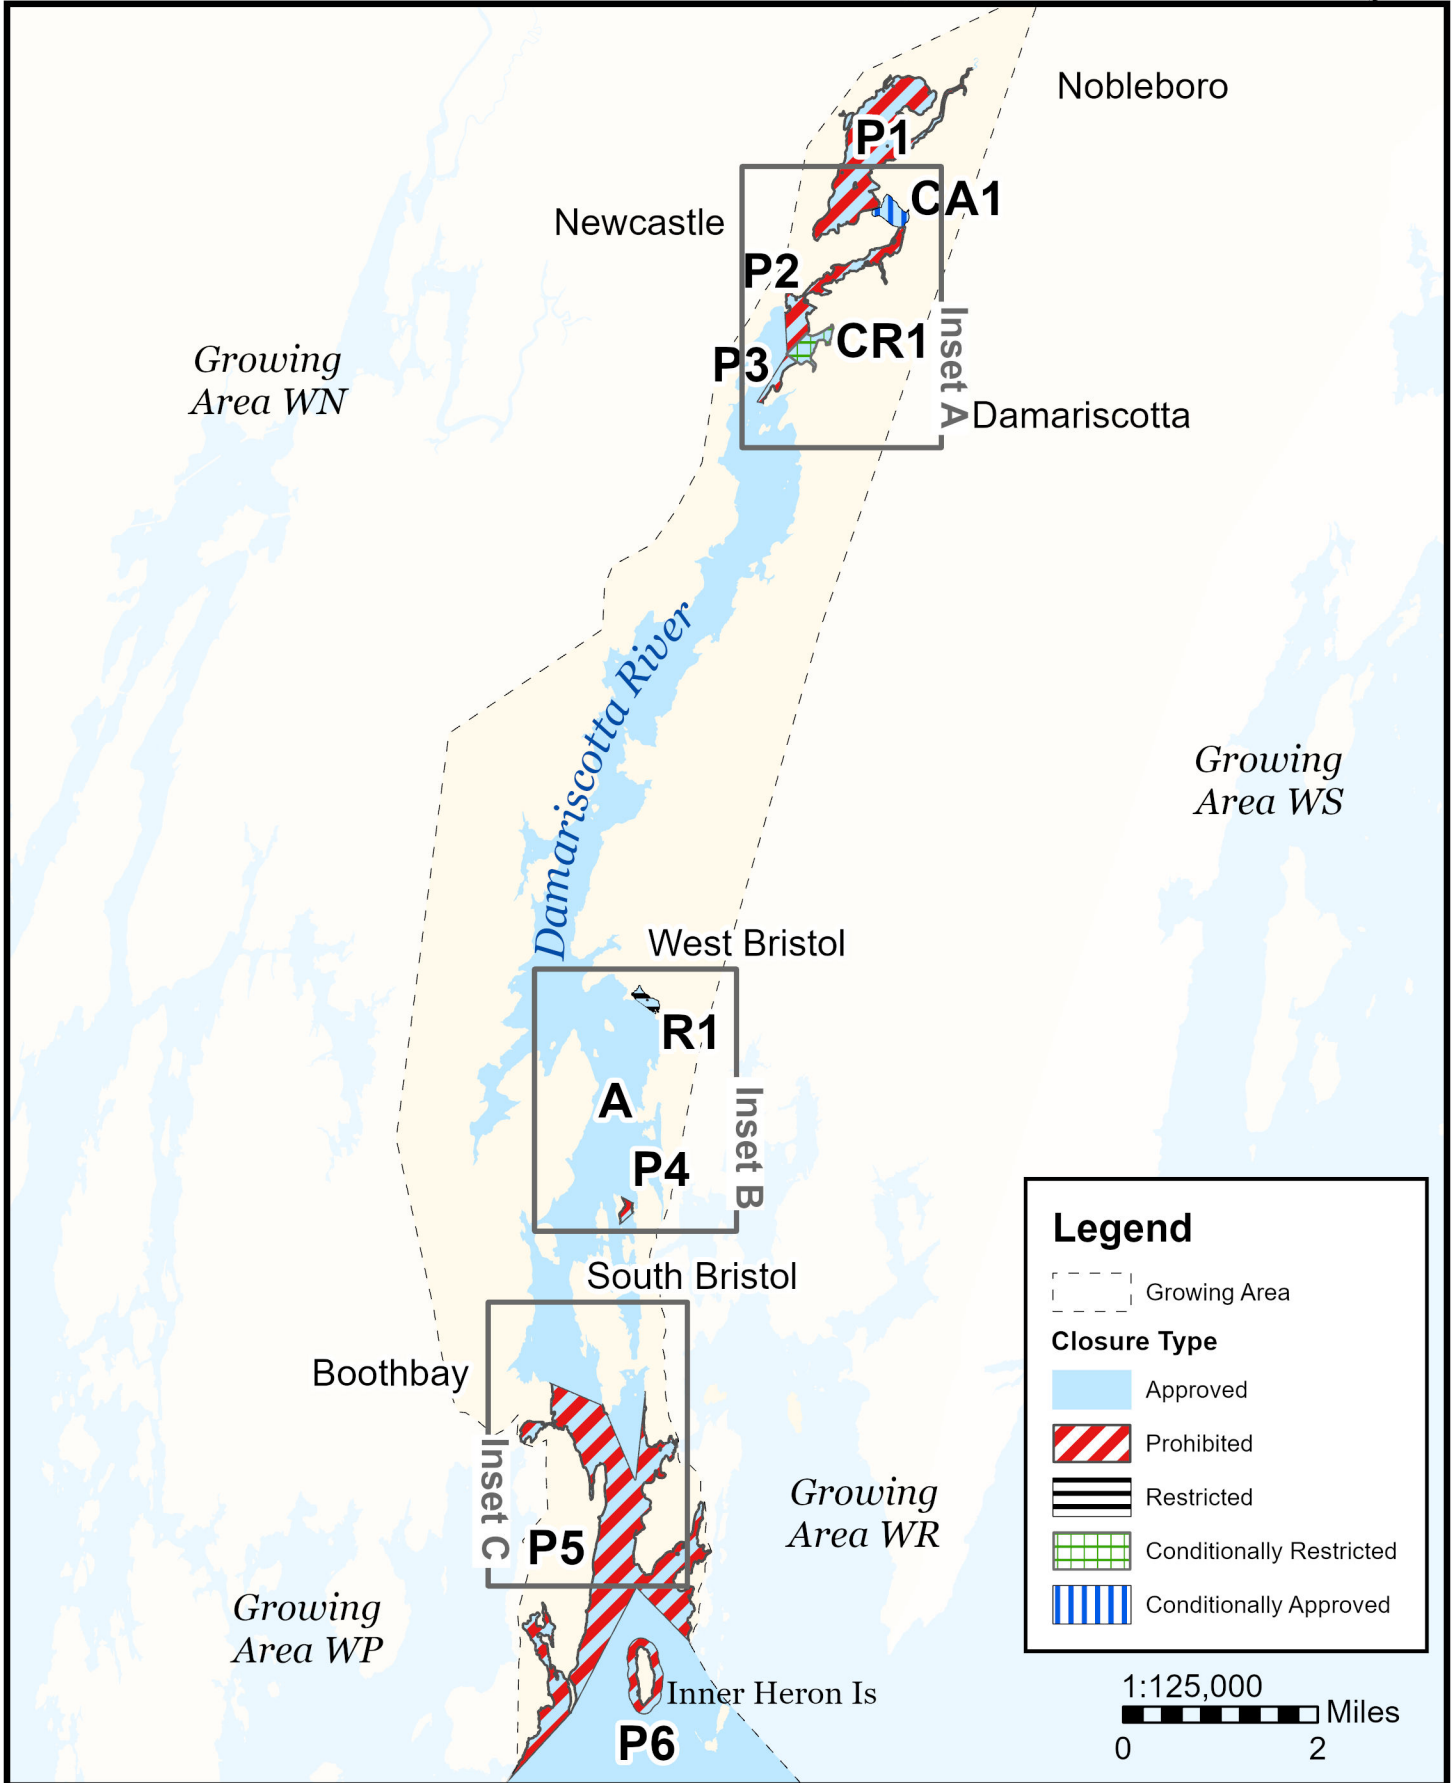 Nobleboro
P1
CA1
Newcastle
P2
Inset A
CR1
P3
Growing
Area WN
Damariscotta
Damariscotta River
Growing
Area WS
West Bristol
R1
A
Inset B
P4
South Bristol
Boothbay
Inset C
P5
Growing
Area WR
Growing
Area WP
Inner Heron Is
P6
Legend
Growing Area
Closure Type
Approved
Prohibited
Restricted
Conditionally Restricted
Conditionally Approved
1:125,000
Miles
0 2